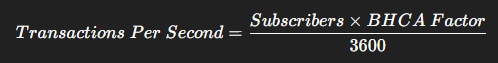 Transactions Per Second = Subscribers × BHCA Factor / 3600